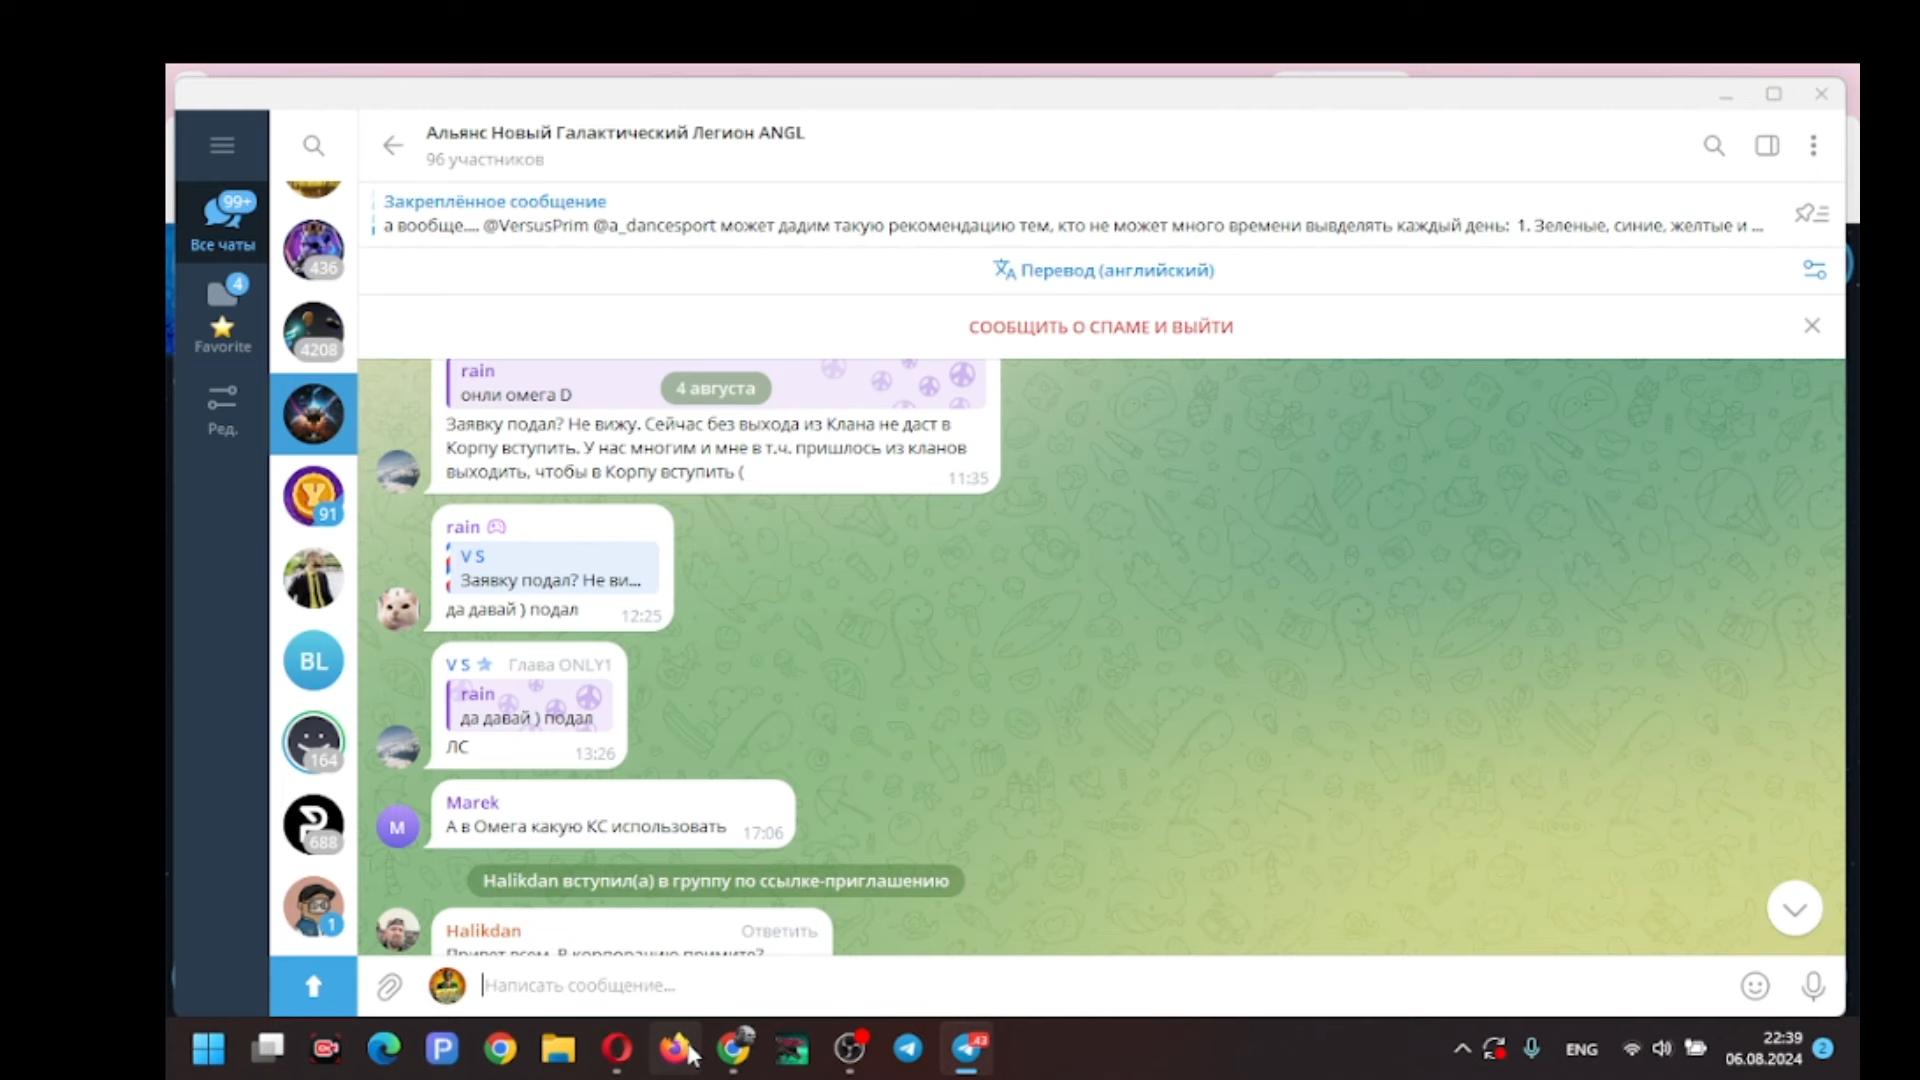 Альянс Новый Галактический Легион ANGL
96 участников
99+
Все чаты
4
Favorite
Ред.
436
4208
91
BL
164
688
1
Закреплённое сообщение
а вообще.... @VersusPrim @a_dancesport может дадим такую рекомендацию тем, кто не может много времени вывделять каждый день: 1. Зеленые, синие, желтые и ...
Перевод (английский)
СООБЩИТЬ О СПАМЕ И ВЫЙТИ
rain
онли омега D
4 августа
Заявку подал? Не вижу. Сейчас без выхода из Клана не даст в
Корпу вступить. У нас многим и мне в т.ч. пришлось из кланов
выходить, чтобы в Корпу вступить (
11:35
rain
V S
Заявку подал? Не ви...
да давай ) подал
12:25
V S Глава ONLY1
rain
да давай ) подал
ЛС
13:26
M
Marek
А в Омега какую КС использовать
17:06
Halikdan вступил(а) в группу по ссылке-приглашению
Halikdan Ответить
Привет всем. В корпорацию примите?
Написать сообщение...
43
ENG
22:39
06.08.2024
2